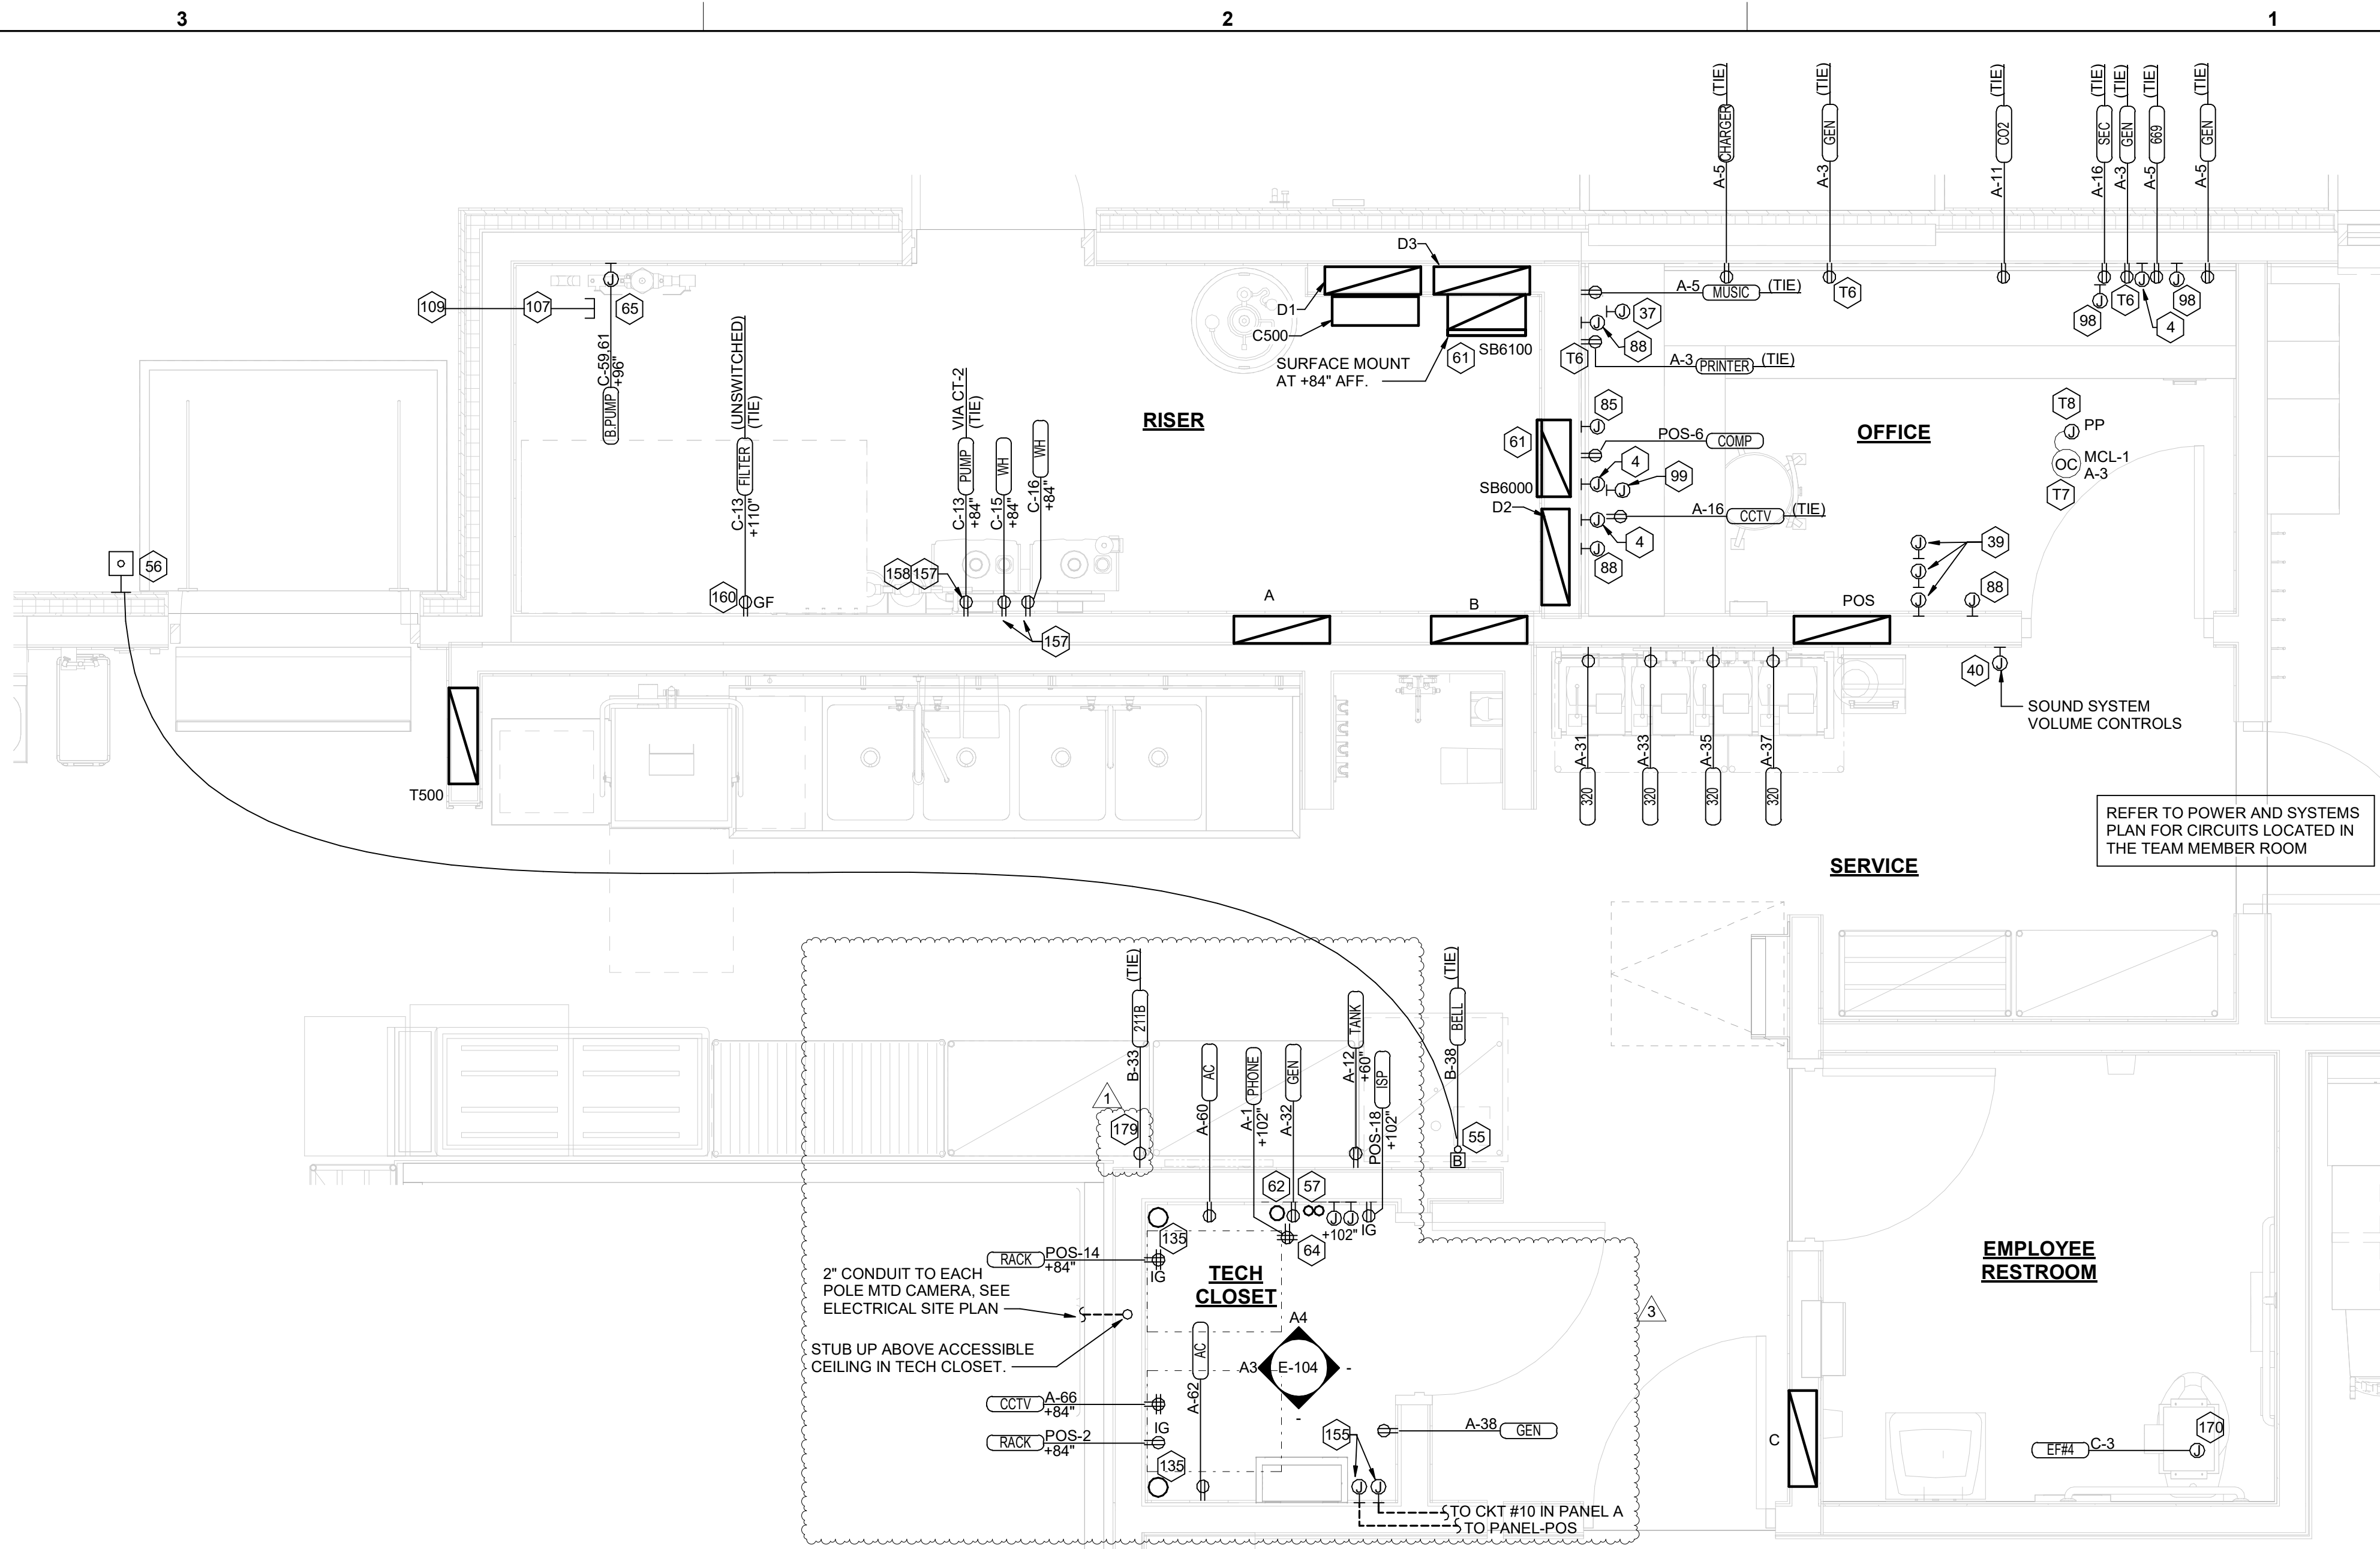 3
2
1
A-5 CHARGER (TIE)
A-3 GEN (TIE)
A-11 CO2 (TIE)
A-16 SEC (TIE)
A-3 GEN (TIE)
A-5 669 (TIE)
A-5 GEN (TIE)
T6
98
T6
4
98
109
107
65
B.PUMP C-59,61
+96"
C-13 FILTER (UNSWITCHED)
+110" (TIE)
160
GF
C-13 PUMP VIA CT-2
+84" (TIE)
C-15 WH
+84"
C-16 WH
+84"
158
157
157
RISER
D3
D1
C500
SURFACE MOUNT
AT +84" AFF.
61
SB6100
A-5 MUSIC (TIE)
37
88
T6
A-3 PRINTER (TIE)
85
61
POS-6 COMP
4
99
SB6000
D2
A-16 CCTV (TIE)
4
88
OFFICE
T8
J PP
OC MCL-1
A-3
T7
39
88
A
B
POS
56
T500
40
SOUND SYSTEM
VOLUME CONTROLS
320 A-31
320 A-33
320 A-35
320 A-37
REFER TO POWER AND SYSTEMS
PLAN FOR CIRCUITS LOCATED IN
THE TEAM MEMBER ROOM
SERVICE
B-33 211B (TIE)
1
179
A-60 AC
A-1 PHONE
+102"
A-32 GEN
A-12 TANK
+60"
POS-18 ISP
+102"
B-38 BELL (TIE)
55
B
62
57
J
J
+102"
IG
64
135
RACK POS-14
+84"
IG
2" CONDUIT TO EACH
POLE MTD CAMERA, SEE
ELECTRICAL SITE PLAN
STUB UP ABOVE ACCESSIBLE
CEILING IN TECH CLOSET.
TECH
CLOSET
A4
A3 E-104 -
-
3
A-62 AC
CCTV A-66
+84"
IG
RACK POS-2
+84"
135
155
A-38 GEN
J
J
TO CKT #10 IN PANEL A
TO PANEL-POS
EMPLOYEE
RESTROOM
C
EF#4 C-3
J
170